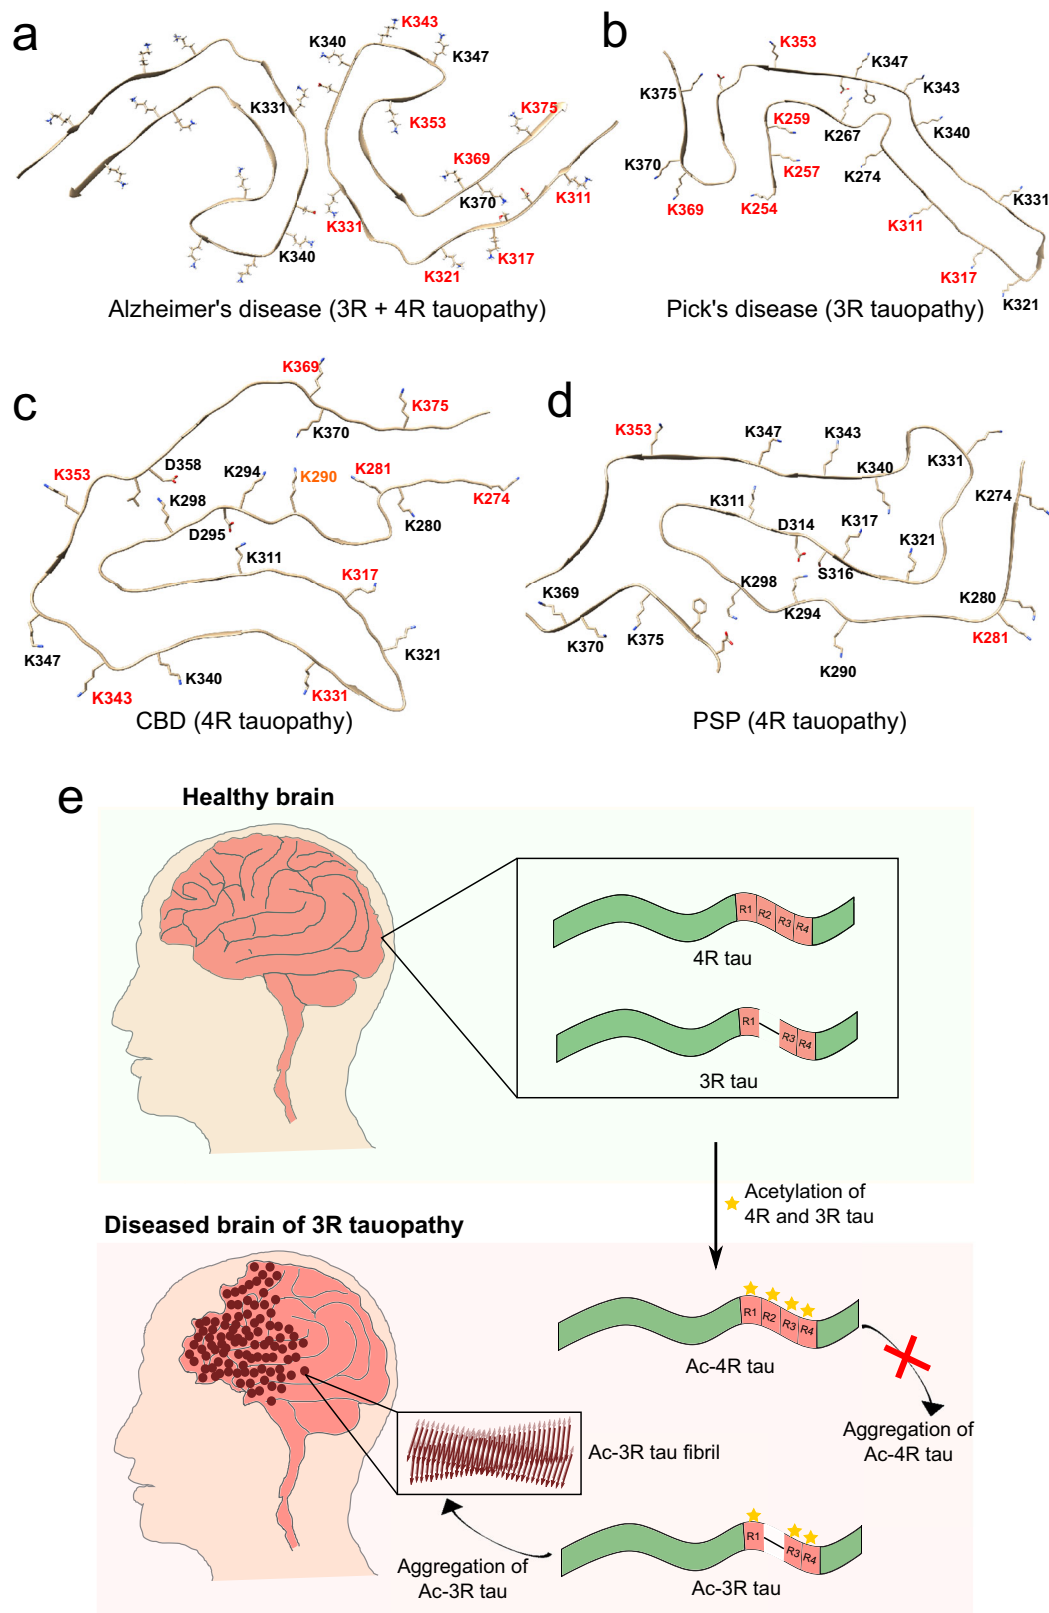 a
K343
K340
K347
K331
K353
K375
K369
K370
K311
K331
K340
K317
K321
Alzheimer's disease (3R + 4R tauopathy)
b
K353
K347
K375
K343
K259
K267
K340
K370
K257
K274
K331
K369
K254
K311
K317
K321
Pick's disease (3R tauopathy)
c
K369
K375
K370
D358
K353
K294
K290
K281
K274
K298
D295
K280
K311
K317
K321
K347
K340
K343
K331
CBD (4R tauopathy)
d
K353
K347
K343
K331
K340
K274
K311
D314
K317
K321
S316
K298
K369
K294
K280
K370
K375
K281
K290
PSP (4R tauopathy)
e
Healthy brain
R1 R2 R3 R4
4R tau
R1 R3 R4
3R tau
Acetylation of
4R and 3R tau
Diseased brain of 3R tauopathy
R1 R2 R3 R4
Ac-4R tau
Aggregation of
Ac-4R tau
Ac-3R tau fibril
R1 R3 R4
Aggregation of
Ac-3R tau
Ac-3R tau